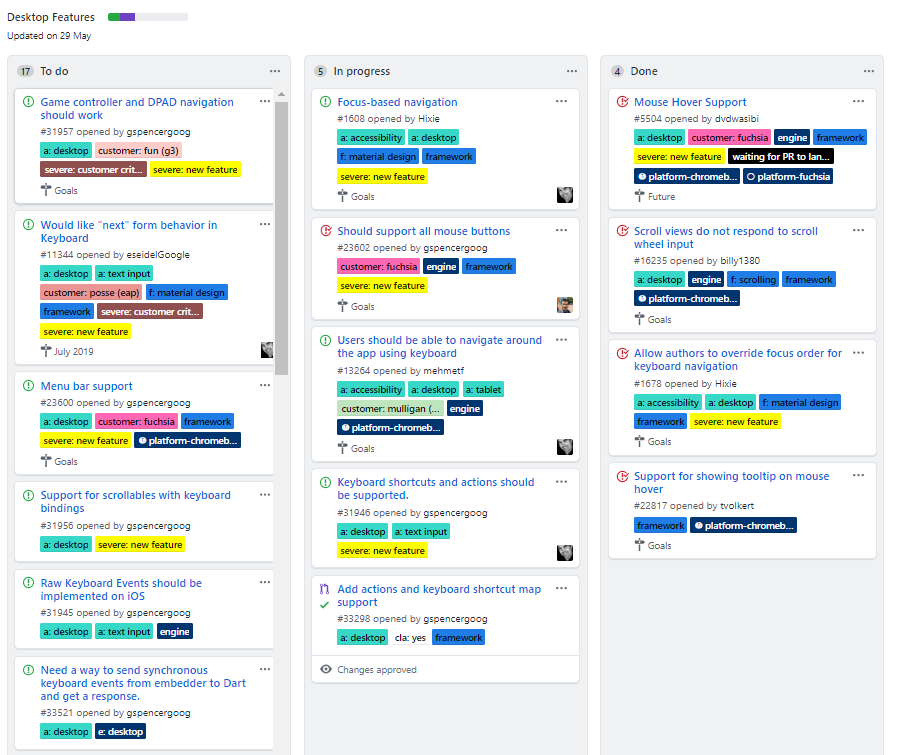 Desktop Features
Updated on 29 May
17 To do
Game controller and DPAD navigation
should work
#31957 opened by gspencergoog
a: desktop customer: fun (g3)
severe: customer crit... severe: new feature
Goals
Would like "next" form behavior in
Keyboard
#11344 opened by eseidelGoogle
a: desktop a: text input
customer: posse (eap) f: material design
framework severe: customer crit...
severe: new feature
July 2019
Menu bar support
#23600 opened by gspencergoog
a: desktop customer: fuchsia framework
severe: new feature platform-chromeb...
Goals
Support for scrollables with keyboard
bindings
#31956 opened by gspencergoog
a: desktop severe: new feature
Raw Keyboard Events should be
implemented on iOS
#31945 opened by gspencergoog
a: desktop a: text input engine
Need a way to send synchronous
keyboard events from embedder to Dart
and get a response.
#33521 opened by gspencergoog
a: desktop e: desktop
5 In progress
Focus-based navigation
#1608 opened by Hixie
a: accessibility a: desktop
f: material design framework
severe: new feature
Goals
Should support all mouse buttons
#23602 opened by gspencergoog
customer: fuchsia engine framework
severe: new feature
Goals
Users should be able to navigate around
the app using keyboard
#13264 opened by mehmetf
a: accessibility a: desktop a: tablet
customer: mulligan (... engine
platform-chromeb...
Goals
Keyboard shortcuts and actions should
be supported.
#31946 opened by gspencergoog
a: desktop a: text input
severe: new feature
Add actions and keyboard shortcut map
support
#33298 opened by gspencergoog
a: desktop cla: yes framework
Changes approved
4 Done
Mouse Hover Support
#5504 opened by dvdwasibi
a: desktop customer: fuchsia engine framework
severe: new feature waiting for PR to lan...
platform-chromeb... platform-fuchsia
Future
Scroll views do not respond to scroll
wheel input
#16235 opened by billy1380
a: desktop engine f: scrolling framework
platform-chromeb...
Goals
Allow authors to override focus order for
keyboard navigation
#1678 opened by Hixie
a: accessibility a: desktop f: material design
framework severe: new feature
Goals
Support for showing tooltip on mouse
hover
#22817 opened by tvolkert
framework platform-chromeb...
Goals